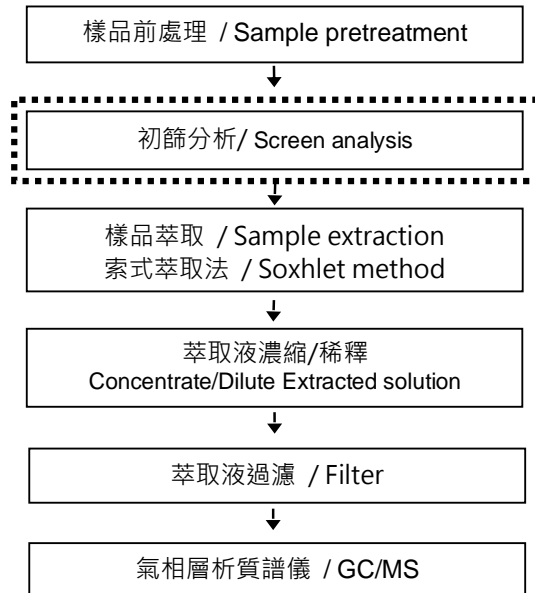 樣品前處理 / Sample pretreatment
初篩分析/ Screen analysis
樣品萃取 / Sample extraction
索式萃取法 / Soxhlet method
萃取液濃縮/稀釋
Concentrate/Dilute Extracted solution
萃取液過濾 / Filter
氣相層析質譜儀 / GC/MS